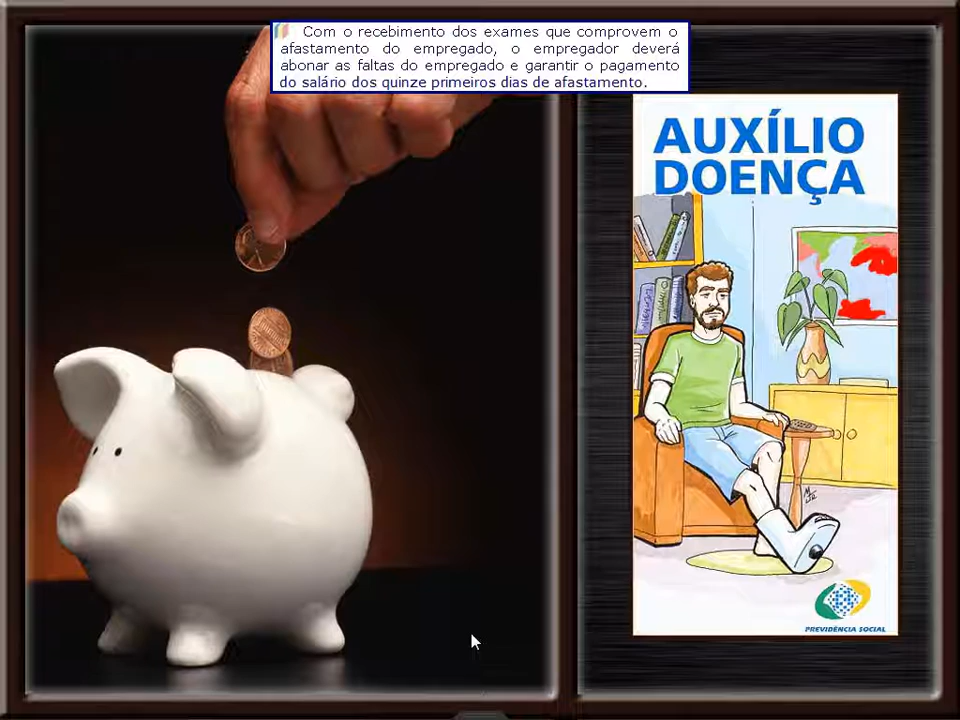 Com o recebimento dos exames que comprovem o
afastamento do empregado, o empregador deverá
abonar as faltas do empregado e garantir o pagamento
do salário dos quinze primeiros dias de afastamento.
AUXÍLIO
DOENÇA
PREVIDÊNCIA SOCIAL